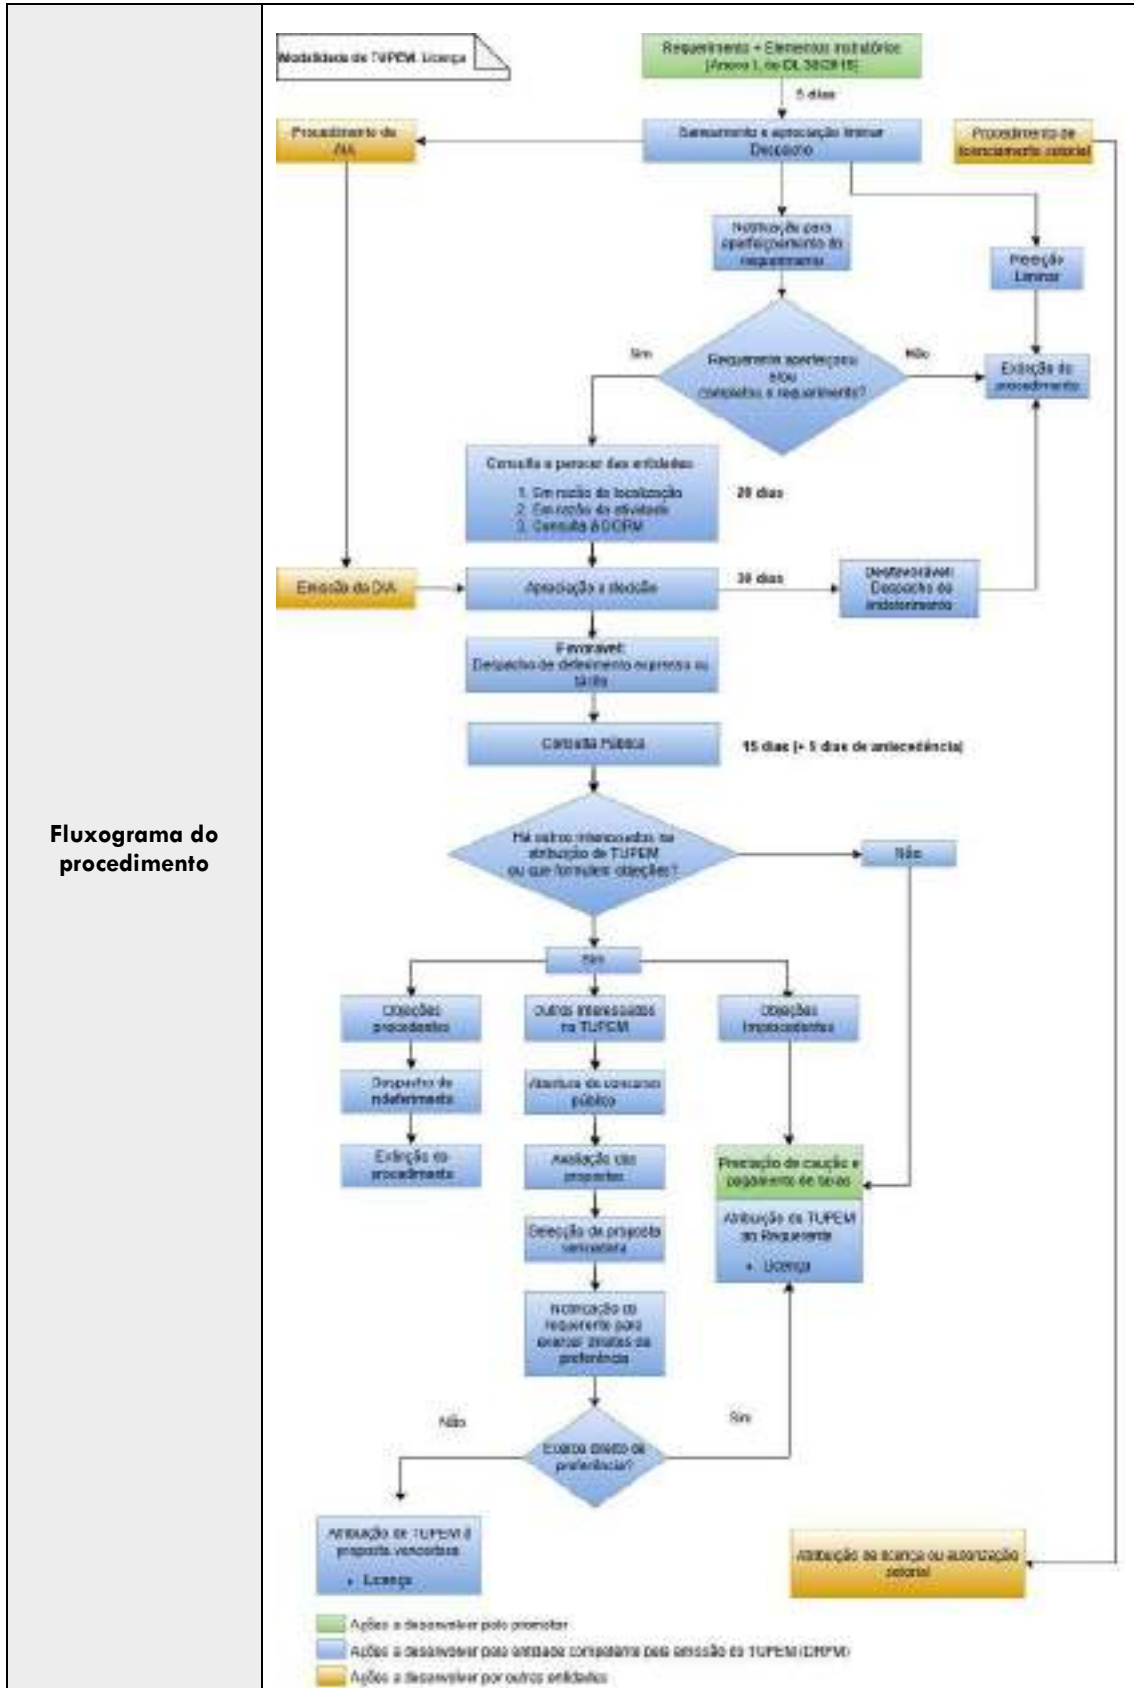 Fluxograma do
procedimento
Modalidade de TUPEM: Licença
Requerimento + Elementos instrutórios
(Anexo I, do DL 38/2015)
5 dias
Procedimento de
AIA
Saneamento e apreciação liminar
Despacho
Procedimento de
licenciamento setorial
Notificação para
aperfeiçoamento do
requerimento
Rejeição
Liminar
Sim
Requerente aperfeiçoou
e/ou
completou o requerimento?
Não
Extinção do
procedimento
Consulta a parecer das entidades
1. Em razão da localização
2. Em razão da atividade
3. Consulta à
20 dias
Emissão da DIA
Apreciação e decisão
30 dias
Desfavorável:
Despacho de
indeferimento
Favorável:
Despacho de deferimento expresso ou
tácito
Consulta Pública
15 dias (+ 5 dias de antecedência)
Há outros interessados na
atribuição de TUPEM
ou que formulem objeções?
Não
Sim
Objeções
procedentes
Outros interessados
no TUPEM
Objeções
Improcedentes
Despacho de
indeferimento
Abertura de concurso
público
Extinção do
procedimento
Avaliação das
propostas
Prestação de caução e
pagamento de taxas
Selecção da proposta
vencedora
Atribuição de TUPEM
ao Requerente
• Licença
Notificação do
requerente para
exercer direitos de
preferência
Não
Sim
Exerce direito de
preferência?
Atribuição de TUPEM à
proposta vencedora
• Licença
Atribuição de licença ou autorização
setorial
Ações a desenvolver pelo promotor
Ações a desenvolver pela entidade competente pela emissão do TUPEM (DRPM)
Ações a desenvolver por outras entidades